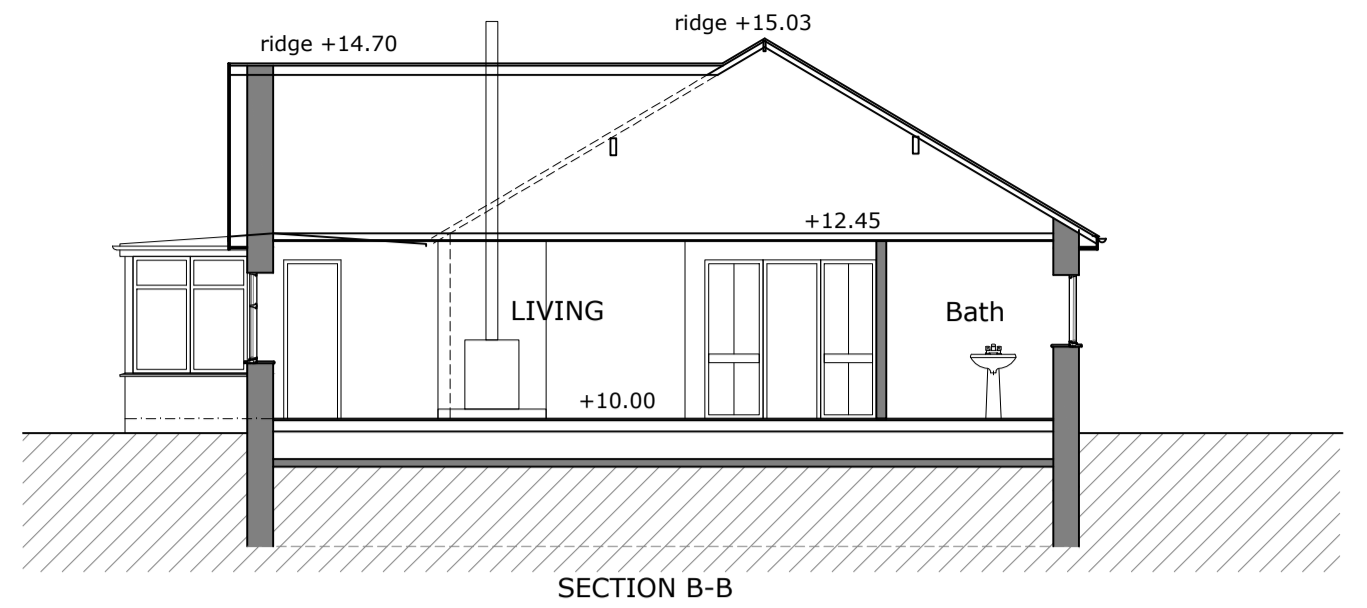 ridge +15.03
ridge +14.70
+12.45
LIVING
Bath
+10.00
SECTION B-B